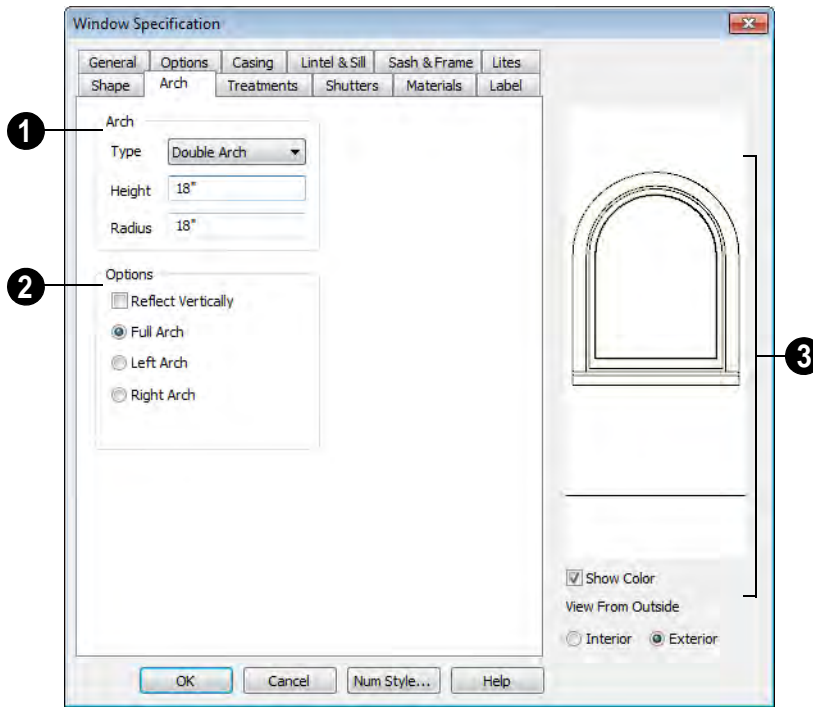 Window Specification
General Options Casing Lintel & Sill Sash & Frame Lites
Shape Arch Treatments Shutters Materials Label
1
Arch
Type Double Arch
Height 18"
Radius 18"
2
Options
Reflect Vertically
Full Arch
Left Arch
Right Arch
3
Show Color
View From Outside
Interior Exterior
OK Cancel Num Style... Help